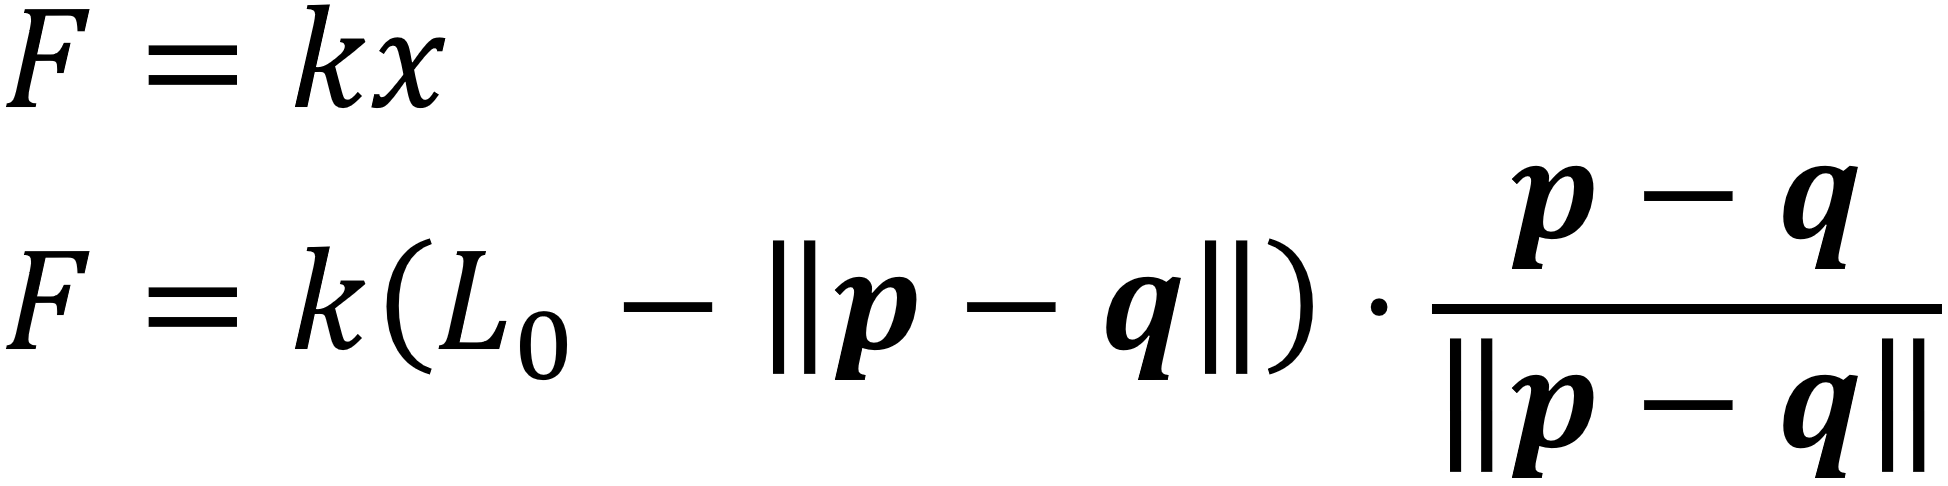 F = kx
F = k(L₀ − ‖p − q‖) · (p − q)/‖p − q‖